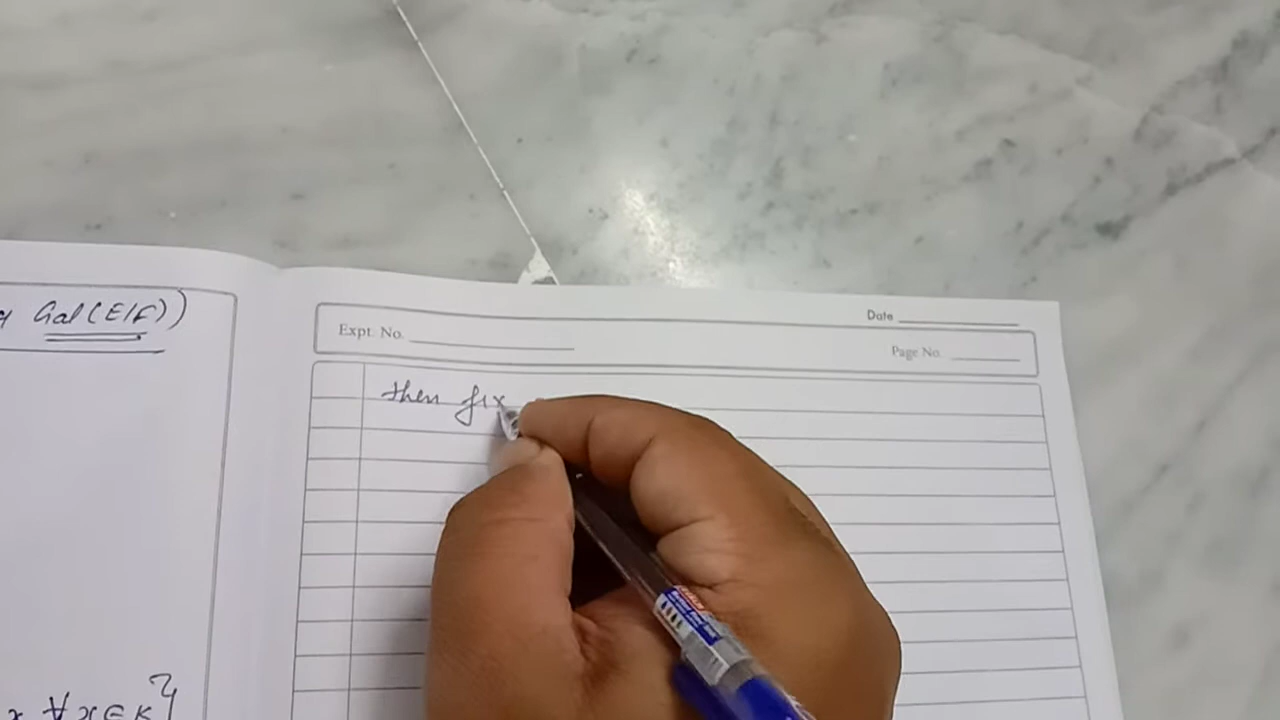 Gal(E/F))
x ∀ x ∈ K}
Date
Expt. No.
Page No.
then fix